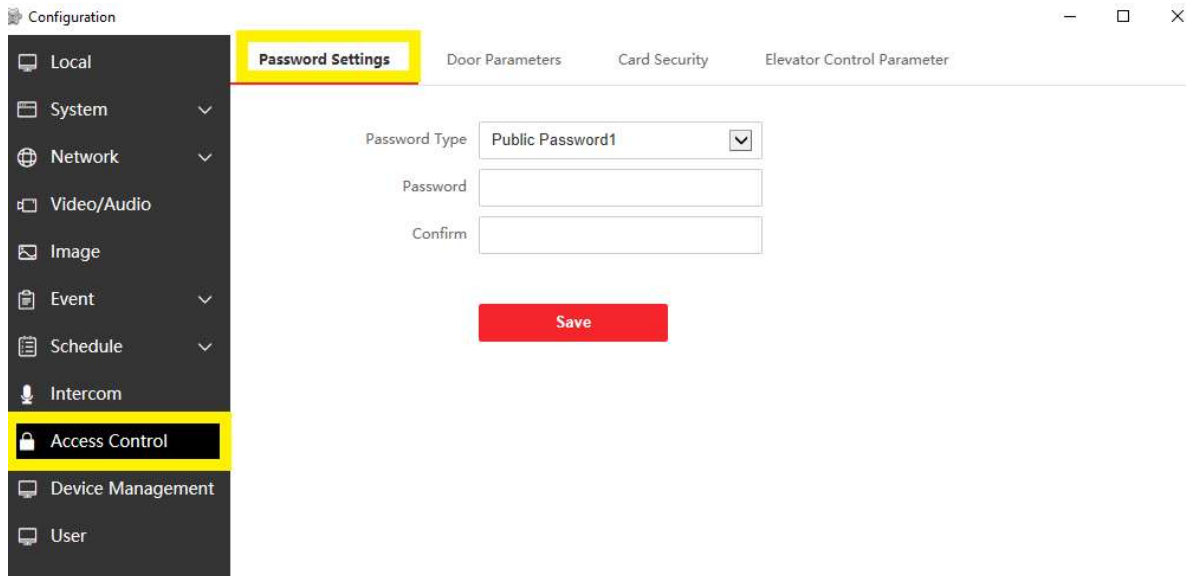 Configuration
Local
System
Network
Video/Audio
Image
Event
Schedule
Intercom
Access Control
Device Management
User
Password Settings Door Parameters Card Security Elevator Control Parameter
Password Type Public Password1
Password
Confirm
Save